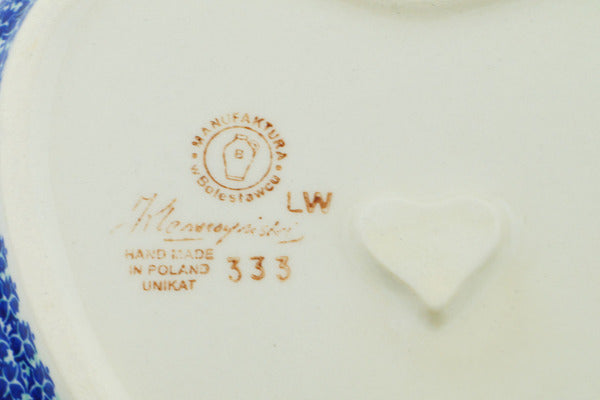 MANUFAKTURA
w Bolesławcu
B
LW
HAND MADE
IN POLAND
UNIKAT
333